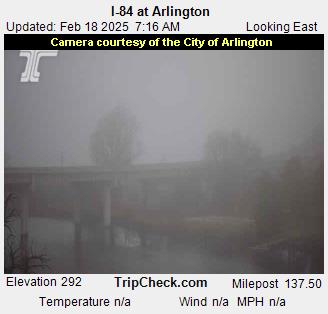 I-84 at Arlington
Updated: Feb 18 2025 7:16 AM Looking East
Camera courtesy of the City of Arlington
Elevation 292 TripCheck.com Milepost 137.50
Temperature n/a Wind n/a MPH n/a